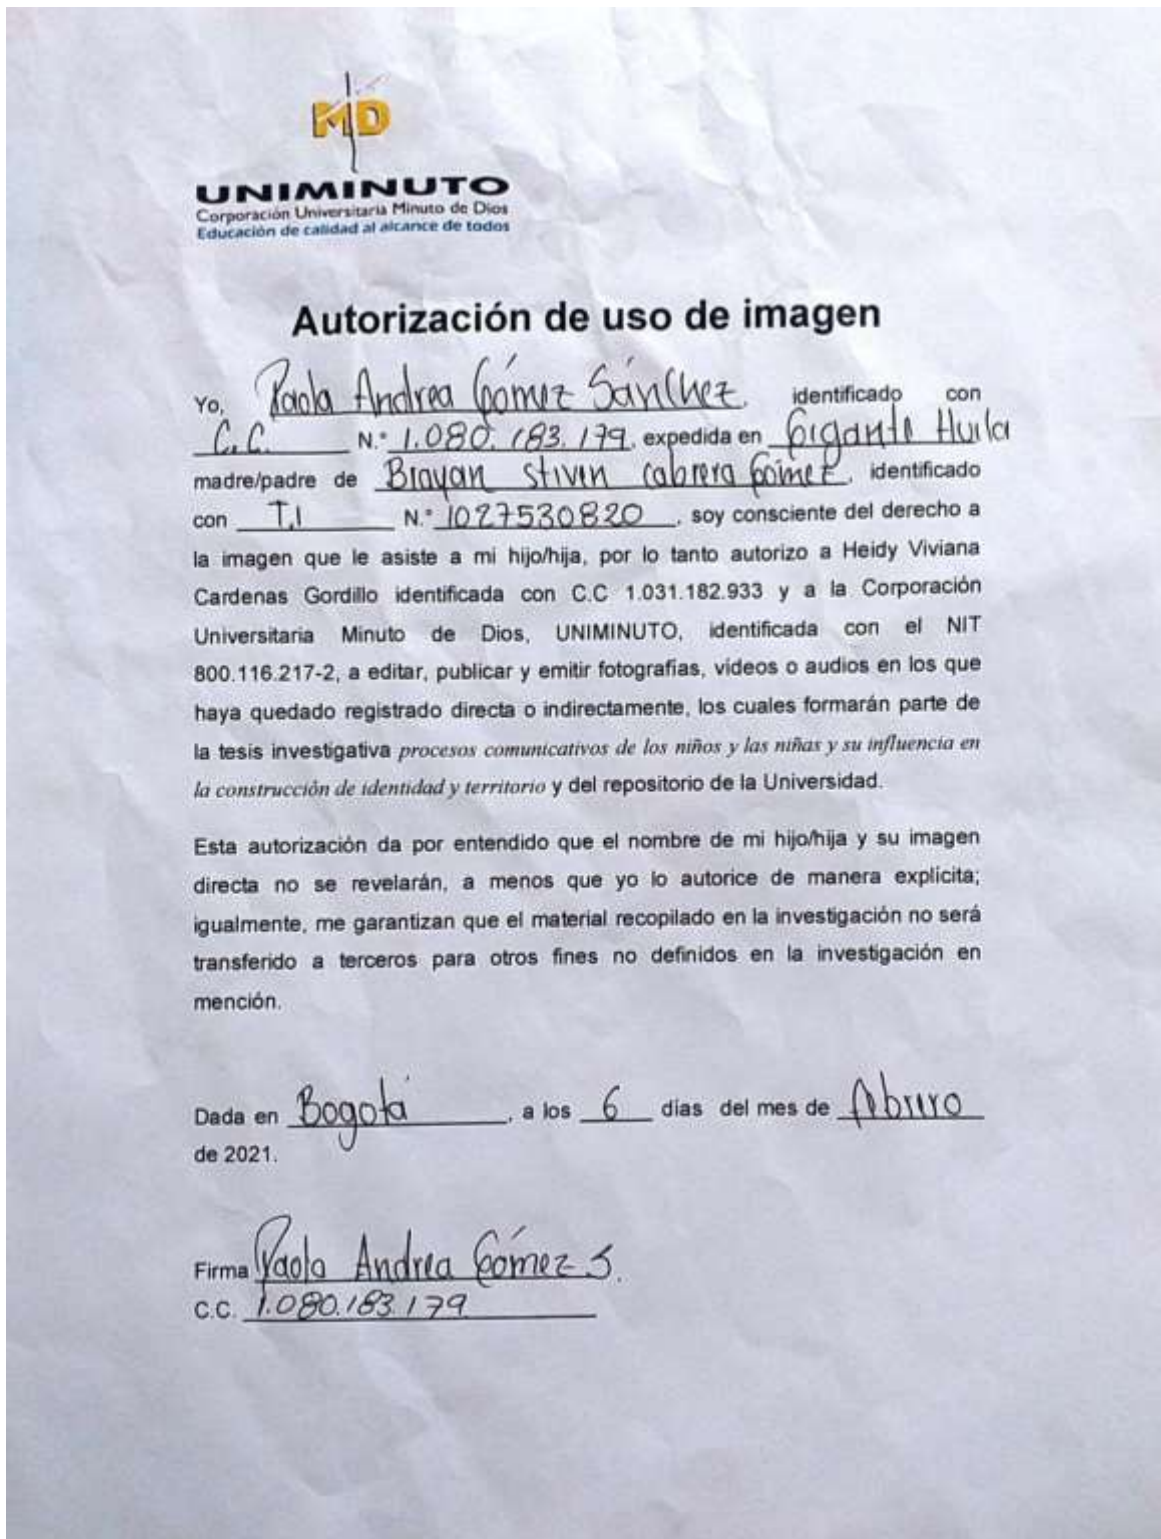 MD
UNIMINUTO
Corporación Universitaria Minuto de Dios
Educación de calidad al alcance de todos
Autorización de uso de imagen
Yo, Paola Andrea Gómez Sánchez, identificado con
C.C. N.° 1.080.183.179, expedida en Gigante Huila
madre/padre de Brayan Stiven Cabrera Gómez, identificado
con T.I N.° 1027530820, soy consciente del derecho a
la imagen que le asiste a mi hijo/hija, por lo tanto autorizo a Heidy Viviana
Cardenas Gordillo identificada con C.C 1.031.182.933 y a la Corporación
Universitaria Minuto de Dios, UNIMINUTO, identificada con el NIT
800.116.217-2, a editar, publicar y emitir fotografías, videos o audios en los que
haya quedado registrado directa o indirectamente, los cuales formarán parte de
la tesis investigativa procesos comunicativos de los niños y las niñas y su influencia en
la construcción de identidad y territorio y del repositorio de la Universidad.
Esta autorización da por entendido que el nombre de mi hijo/hija y su imagen
directa no se revelarán, a menos que yo lo autorice de manera explícita;
igualmente, me garantizan que el material recopilado en la investigación no será
transferido a terceros para otros fines no definidos en la investigación en
mención.
Dada en Bogotá, a los 6 días del mes de febrero
de 2021.
Firma Paola Andrea Gómez S.
C.C. 1.080.183.179